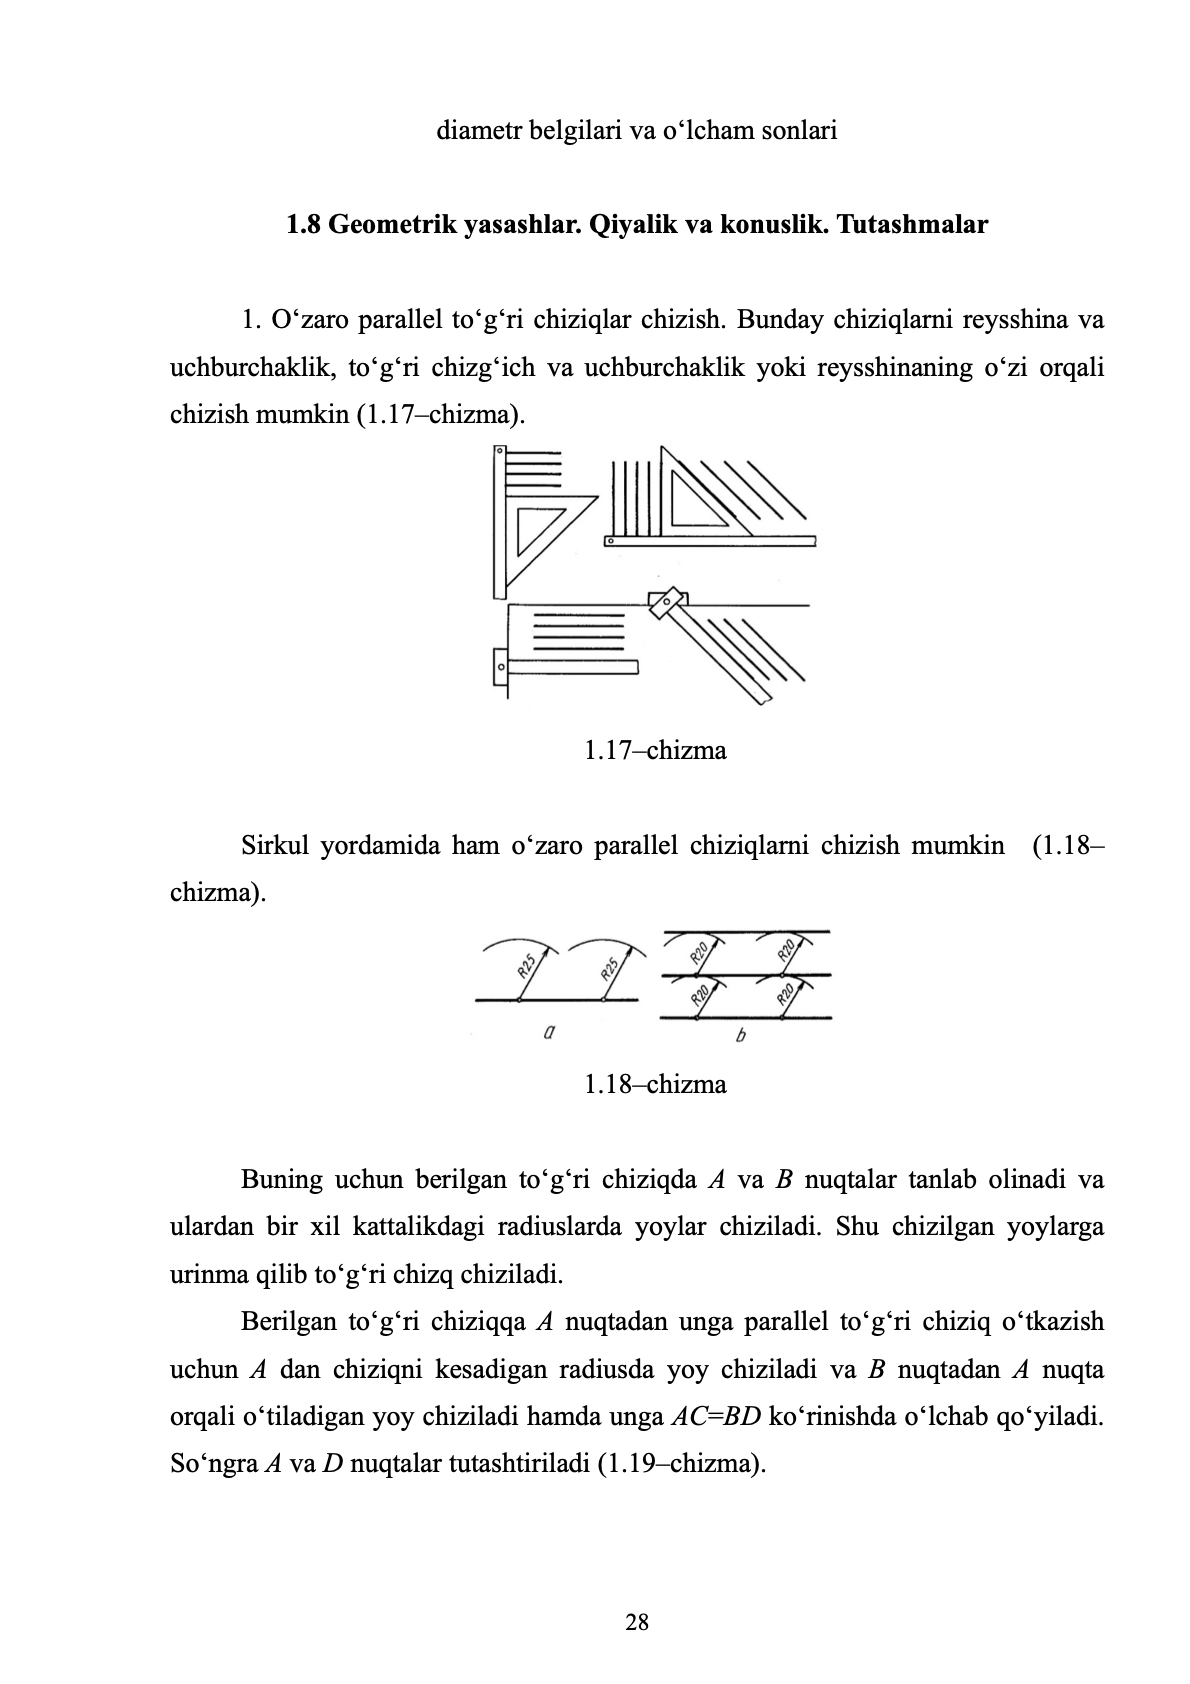 diametr belgilari va o‘lcham sonlari
1.8 Geometrik yasashlar. Qiyalik va konuslik. Tutashmalar
1. O‘zaro parallel to‘g‘ri chiziqlar chizish. Bunday chiziqlarni reysshina va
uchburchaklik, to‘g‘ri chizg‘ich va uchburchaklik yoki reysshinaning o‘zi orqali
chizish mumkin (1.17–chizma).
1.17–chizma
Sirkul yordamida ham o‘zaro parallel chiziqlarni chizish mumkin (1.18–
chizma).
R25 R25 R20 R20
R20 R20
a b
1.18–chizma
Buning uchun berilgan to‘g‘ri chiziqda A va B nuqtalar tanlab olinadi va
ulardan bir xil kattalikdagi radiuslarda yoylar chiziladi. Shu chizilgan yoylarga
urinma qilib to‘g‘ri chizq chiziladi.
Berilgan to‘g‘ri chiziqqa A nuqtadan unga parallel to‘g‘ri chiziq o‘tkazish
uchun A dan chiziqni kesadigan radiusda yoy chiziladi va B nuqtadan A nuqta
orqali o‘tiladigan yoy chiziladi hamda unga AC=BD ko‘rinishda o‘lchab qo‘yiladi.
So‘ngra A va D nuqtalar tutashtiriladi (1.19–chizma).
28